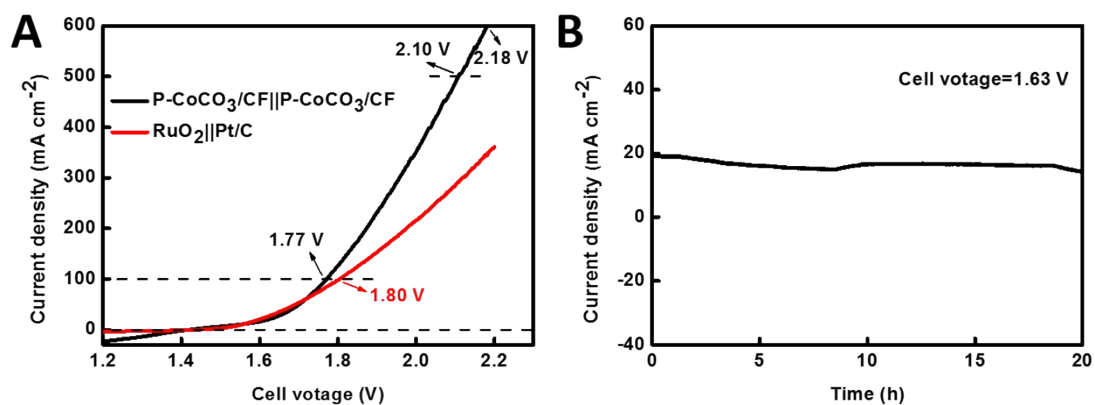 A
600
500
400
300
200
100
0
Current density (mA cm-2)
2.10 V
2.18 V
P-CoCO3/CF||P-CoCO3/CF
RuO2||Pt/C
1.77 V
1.80 V
1.2 1.4 1.6 1.8 2.0 2.2
Cell votage (V)
B
60
40
20
0
-20
-40
Current density (mA cm-2)
Cell votage=1.63 V
0 5 10 15 20
Time (h)